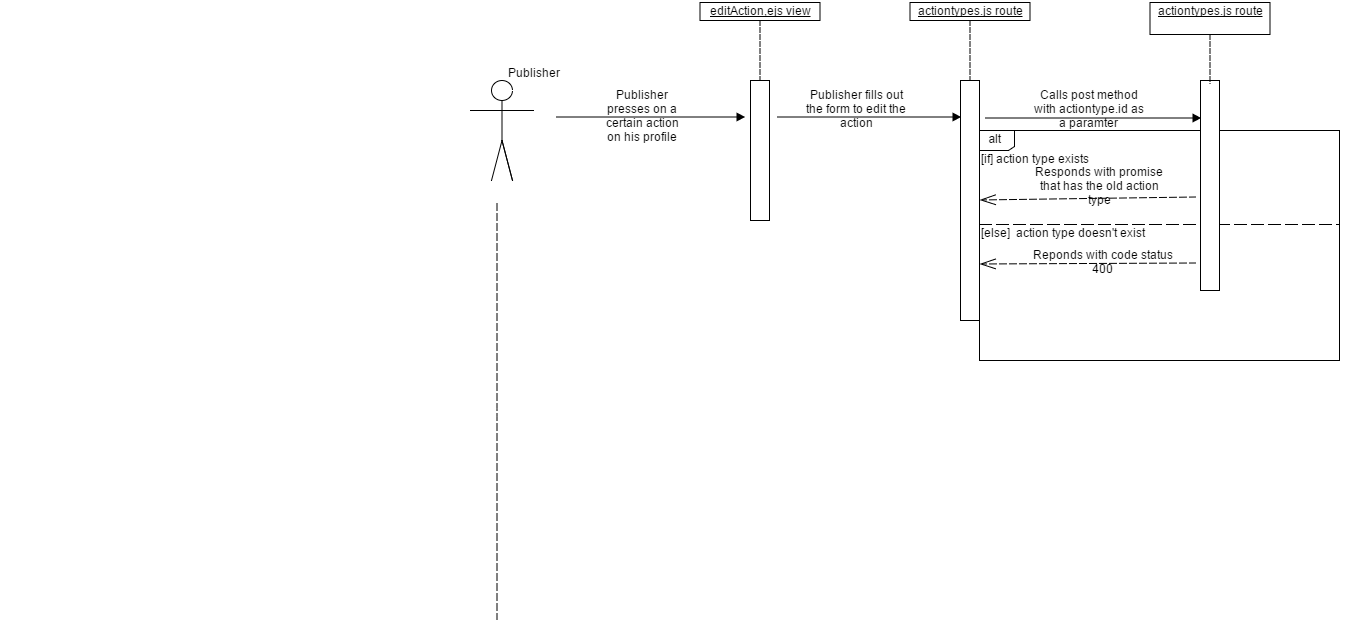 editAction.ejs view
actiontypes.js route
actiontypes.js route
Publisher
Publisher
presses on a
certain action
on his profile
Publisher fills out
the form to edit the
action
Calls post method
with actiontype.id as
a paramter
alt
[if] action type exists
Responds with promise
that has the old action
type
[else] action type doesn't exist
Reponds with code status
400